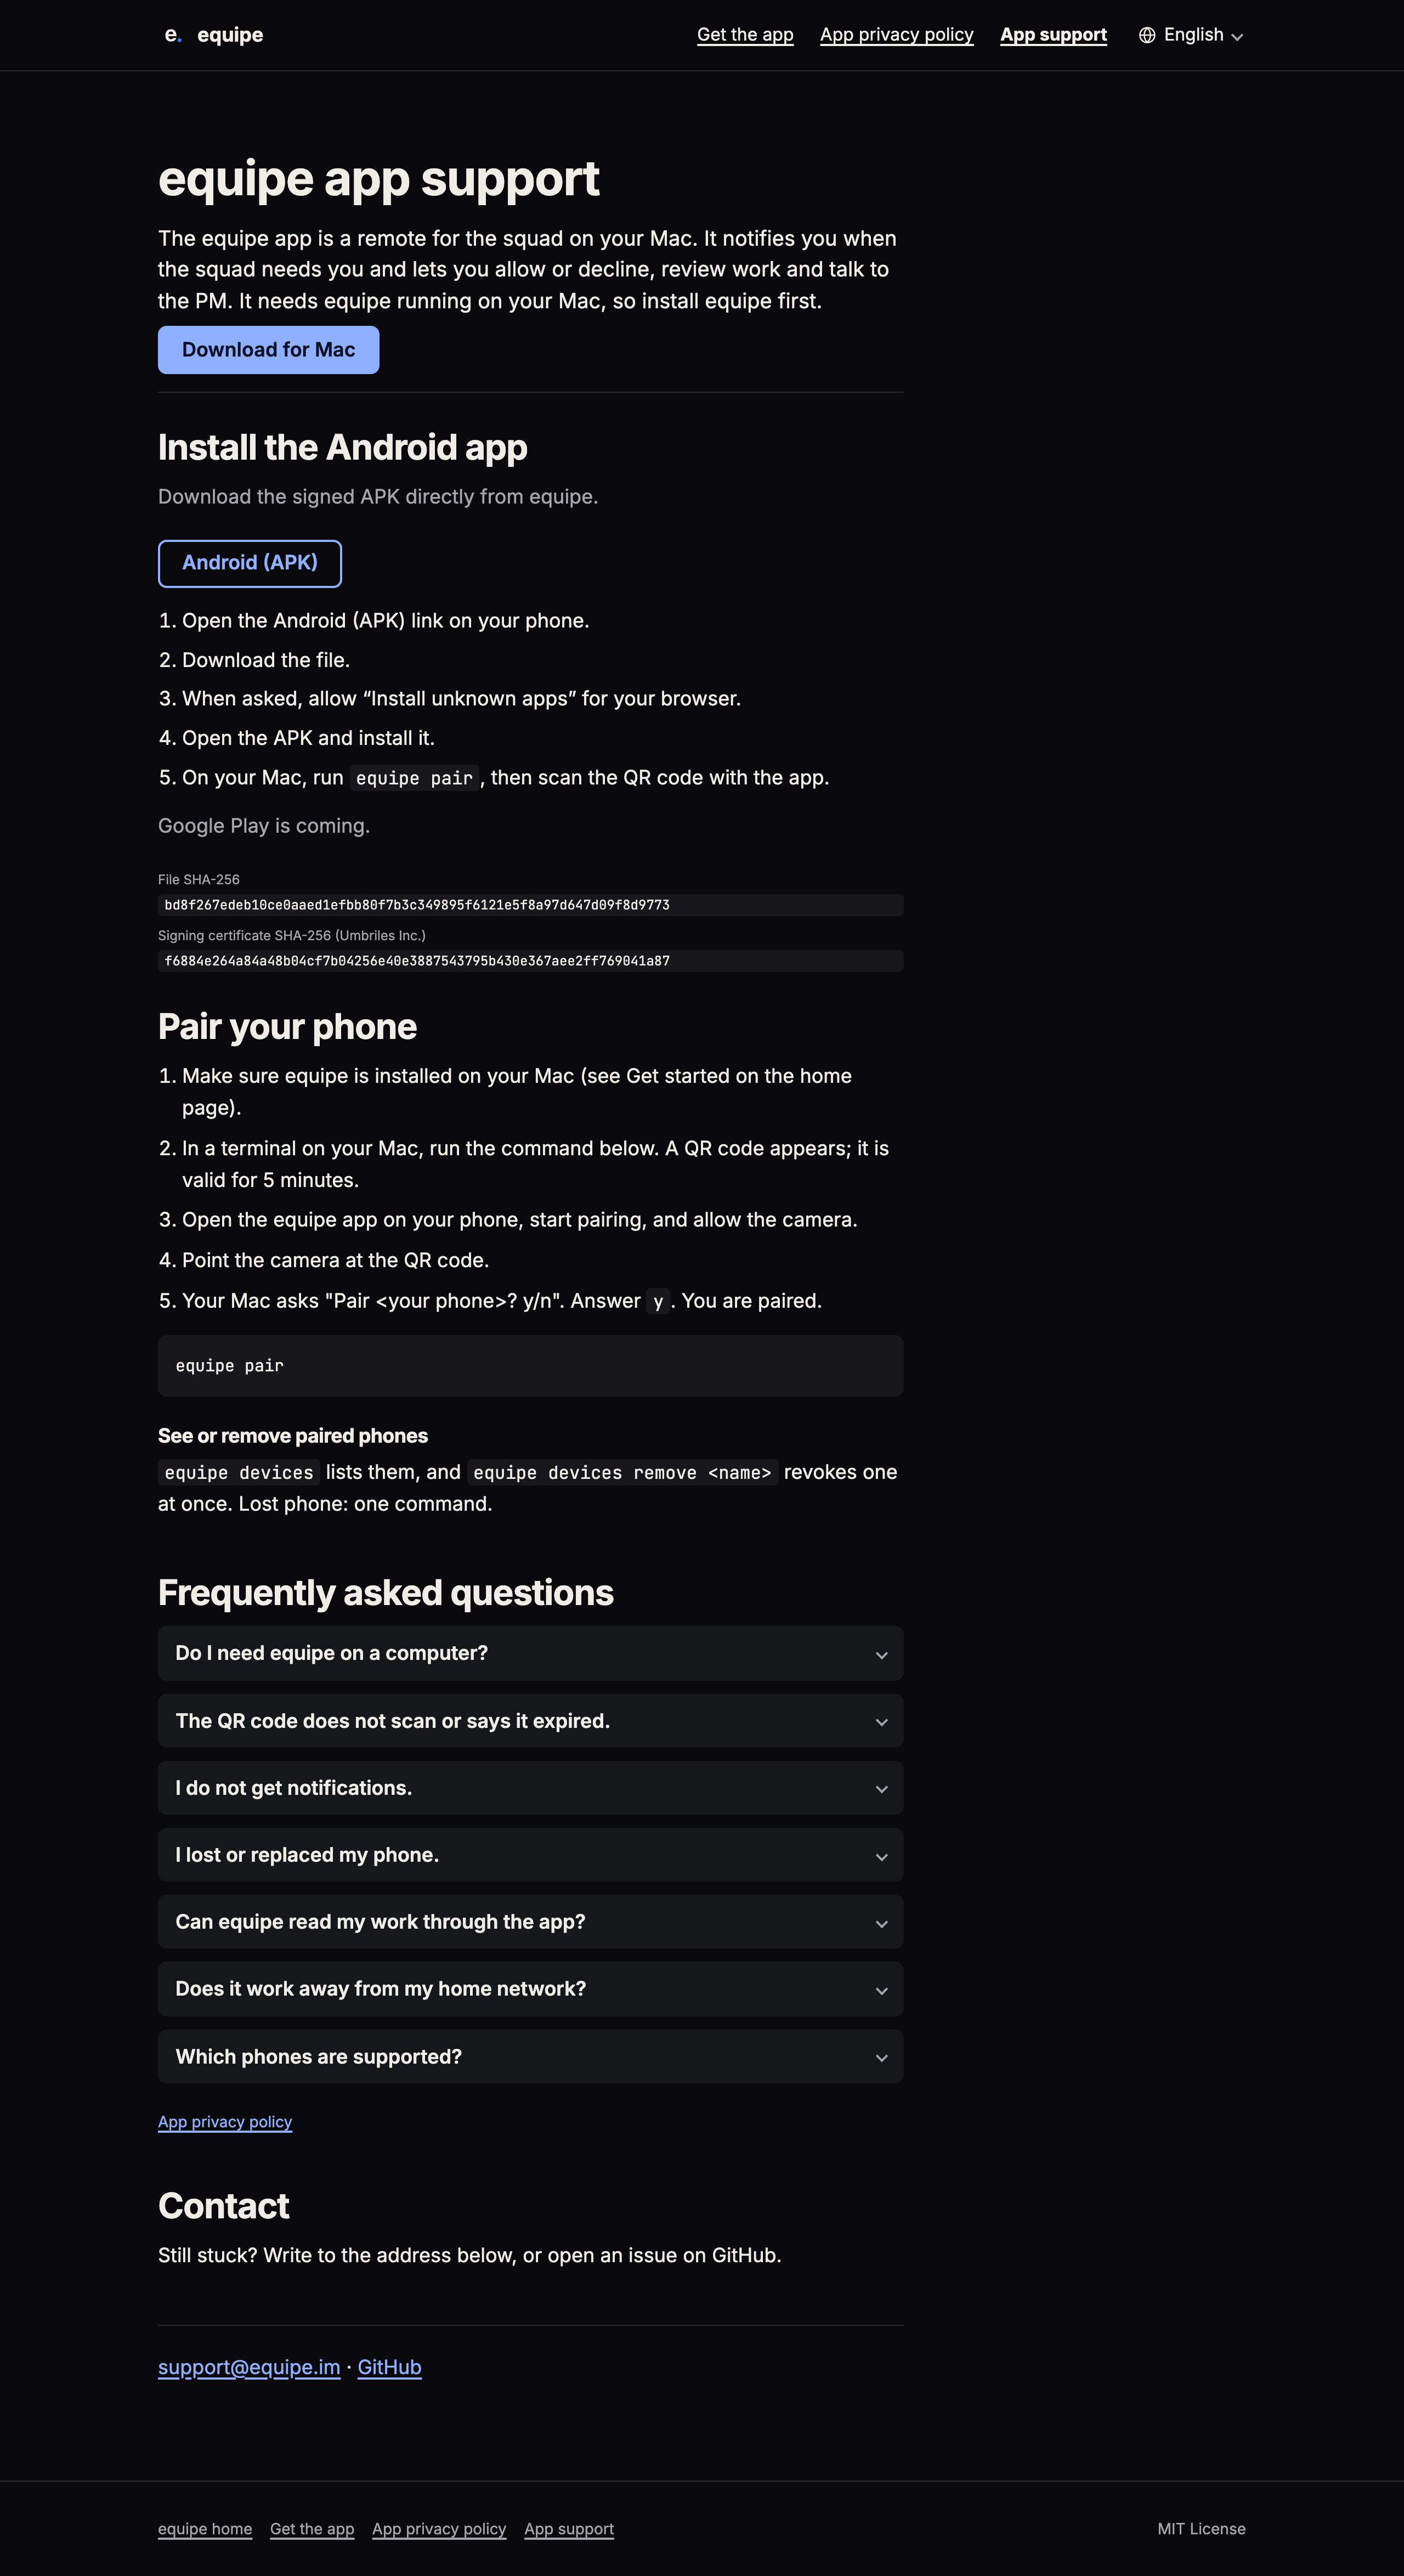 e. equipe
Get the app
App privacy policy
App support
English
equipe app support
The equipe app is a remote for the squad on your Mac. It notifies you when
the squad needs you and lets you allow or decline, review work and talk to
the PM. It needs equipe running on your Mac, so install equipe first.
Download for Mac
Install the Android app
Download the signed APK directly from equipe.
Android (APK)
1. Open the Android (APK) link on your phone.
2. Download the file.
3. When asked, allow “Install unknown apps” for your browser.
4. Open the APK and install it.
5. On your Mac, run equipe pair, then scan the QR code with the app.
Google Play is coming.
File SHA-256
bd8f267edeb10ce0aaed1efbb80f7b3c349895f6121e5f8a97d647d09f8d9773
Signing certificate SHA-256 (Umbriles Inc.)
f6884e264a84a48b04cf7b04256e40e3887543795b430e367aee2ff769041a87
Pair your phone
1. Make sure equipe is installed on your Mac (see Get started on the home
page).
2. In a terminal on your Mac, run the command below. A QR code appears; it is
valid for 5 minutes.
3. Open the equipe app on your phone, start pairing, and allow the camera.
4. Point the camera at the QR code.
5. Your Mac asks "Pair <your phone>? y/n". Answer y. You are paired.
equipe pair
See or remove paired phones
equipe devices lists them, and equipe devices remove <name> revokes one
at once. Lost phone: one command.
Frequently asked questions
Do I need equipe on a computer?
The QR code does not scan or says it expired.
I do not get notifications.
I lost or replaced my phone.
Can equipe read my work through the app?
Does it work away from my home network?
Which phones are supported?
App privacy policy
Contact
Still stuck? Write to the address below, or open an issue on GitHub.
support@equipe.im · GitHub
equipe home
Get the app
App privacy policy
App support
MIT License